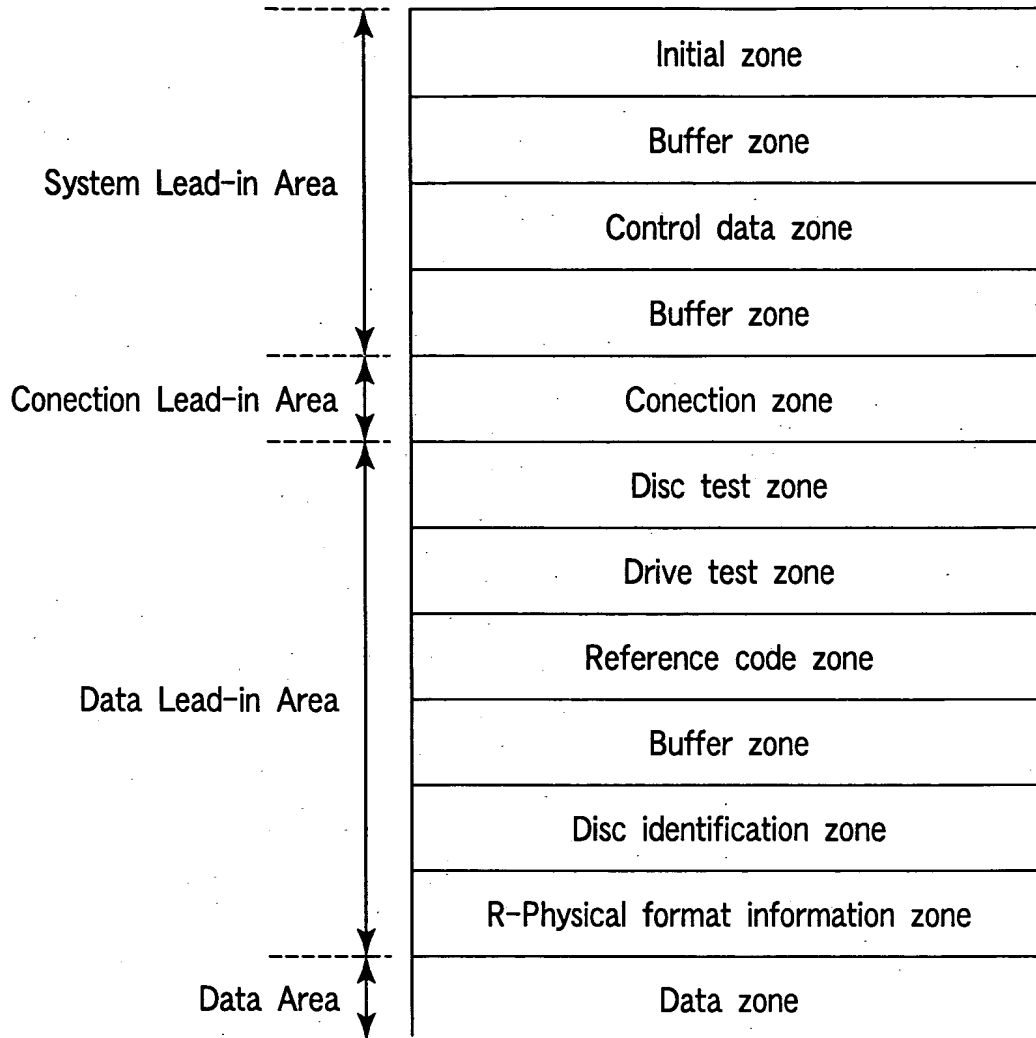 Initial zone
Buffer zone
System Lead-in Area
Control data zone
Buffer zone
Conection Lead-in Area
Conection zone
Disc test zone
Drive test zone
Reference code zone
Data Lead-in Area
Buffer zone
Disc identification zone
R-Physical format information zone
Data Area
Data zone